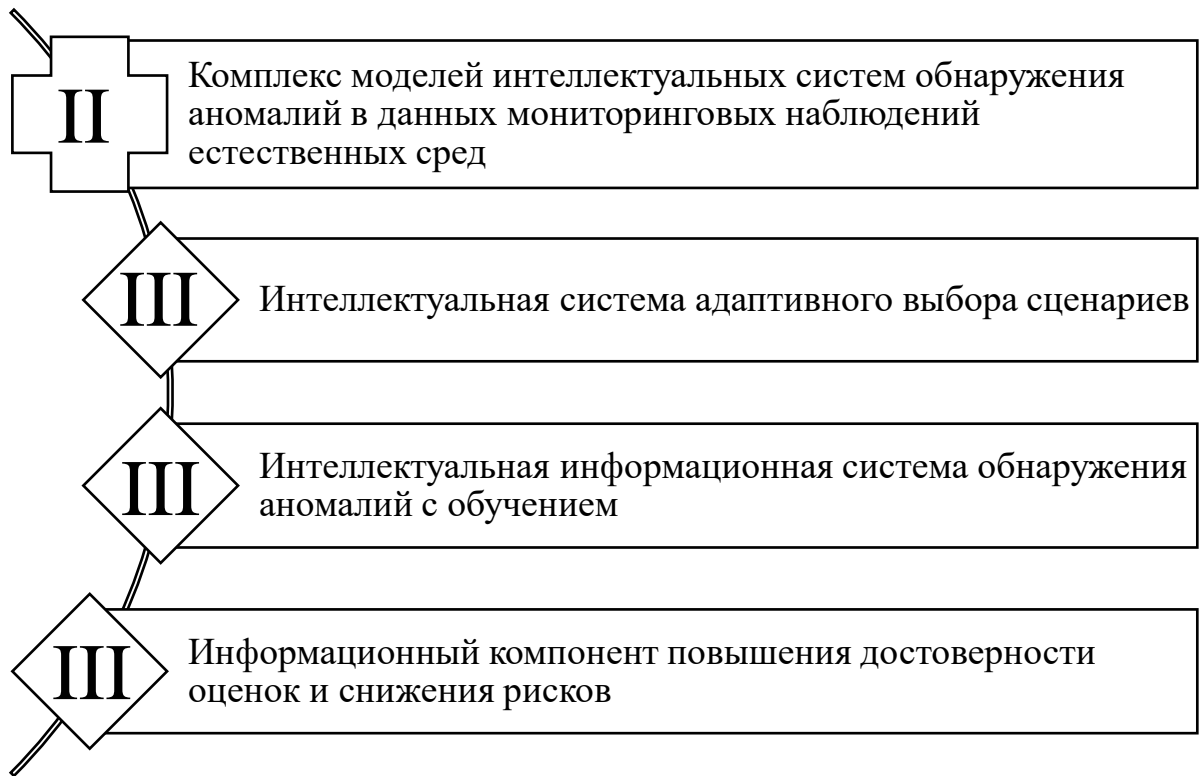 II
Комплекс моделей интеллектуальных систем обнаружения
аномалий в данных мониторинговых наблюдений
естественных сред
III
Интеллектуальная система адаптивного выбора сценариев
III
Интеллектуальная информационная система обнаружения
аномалий с обучением
III
Информационный компонент повышения достоверности
оценок и снижения рисков